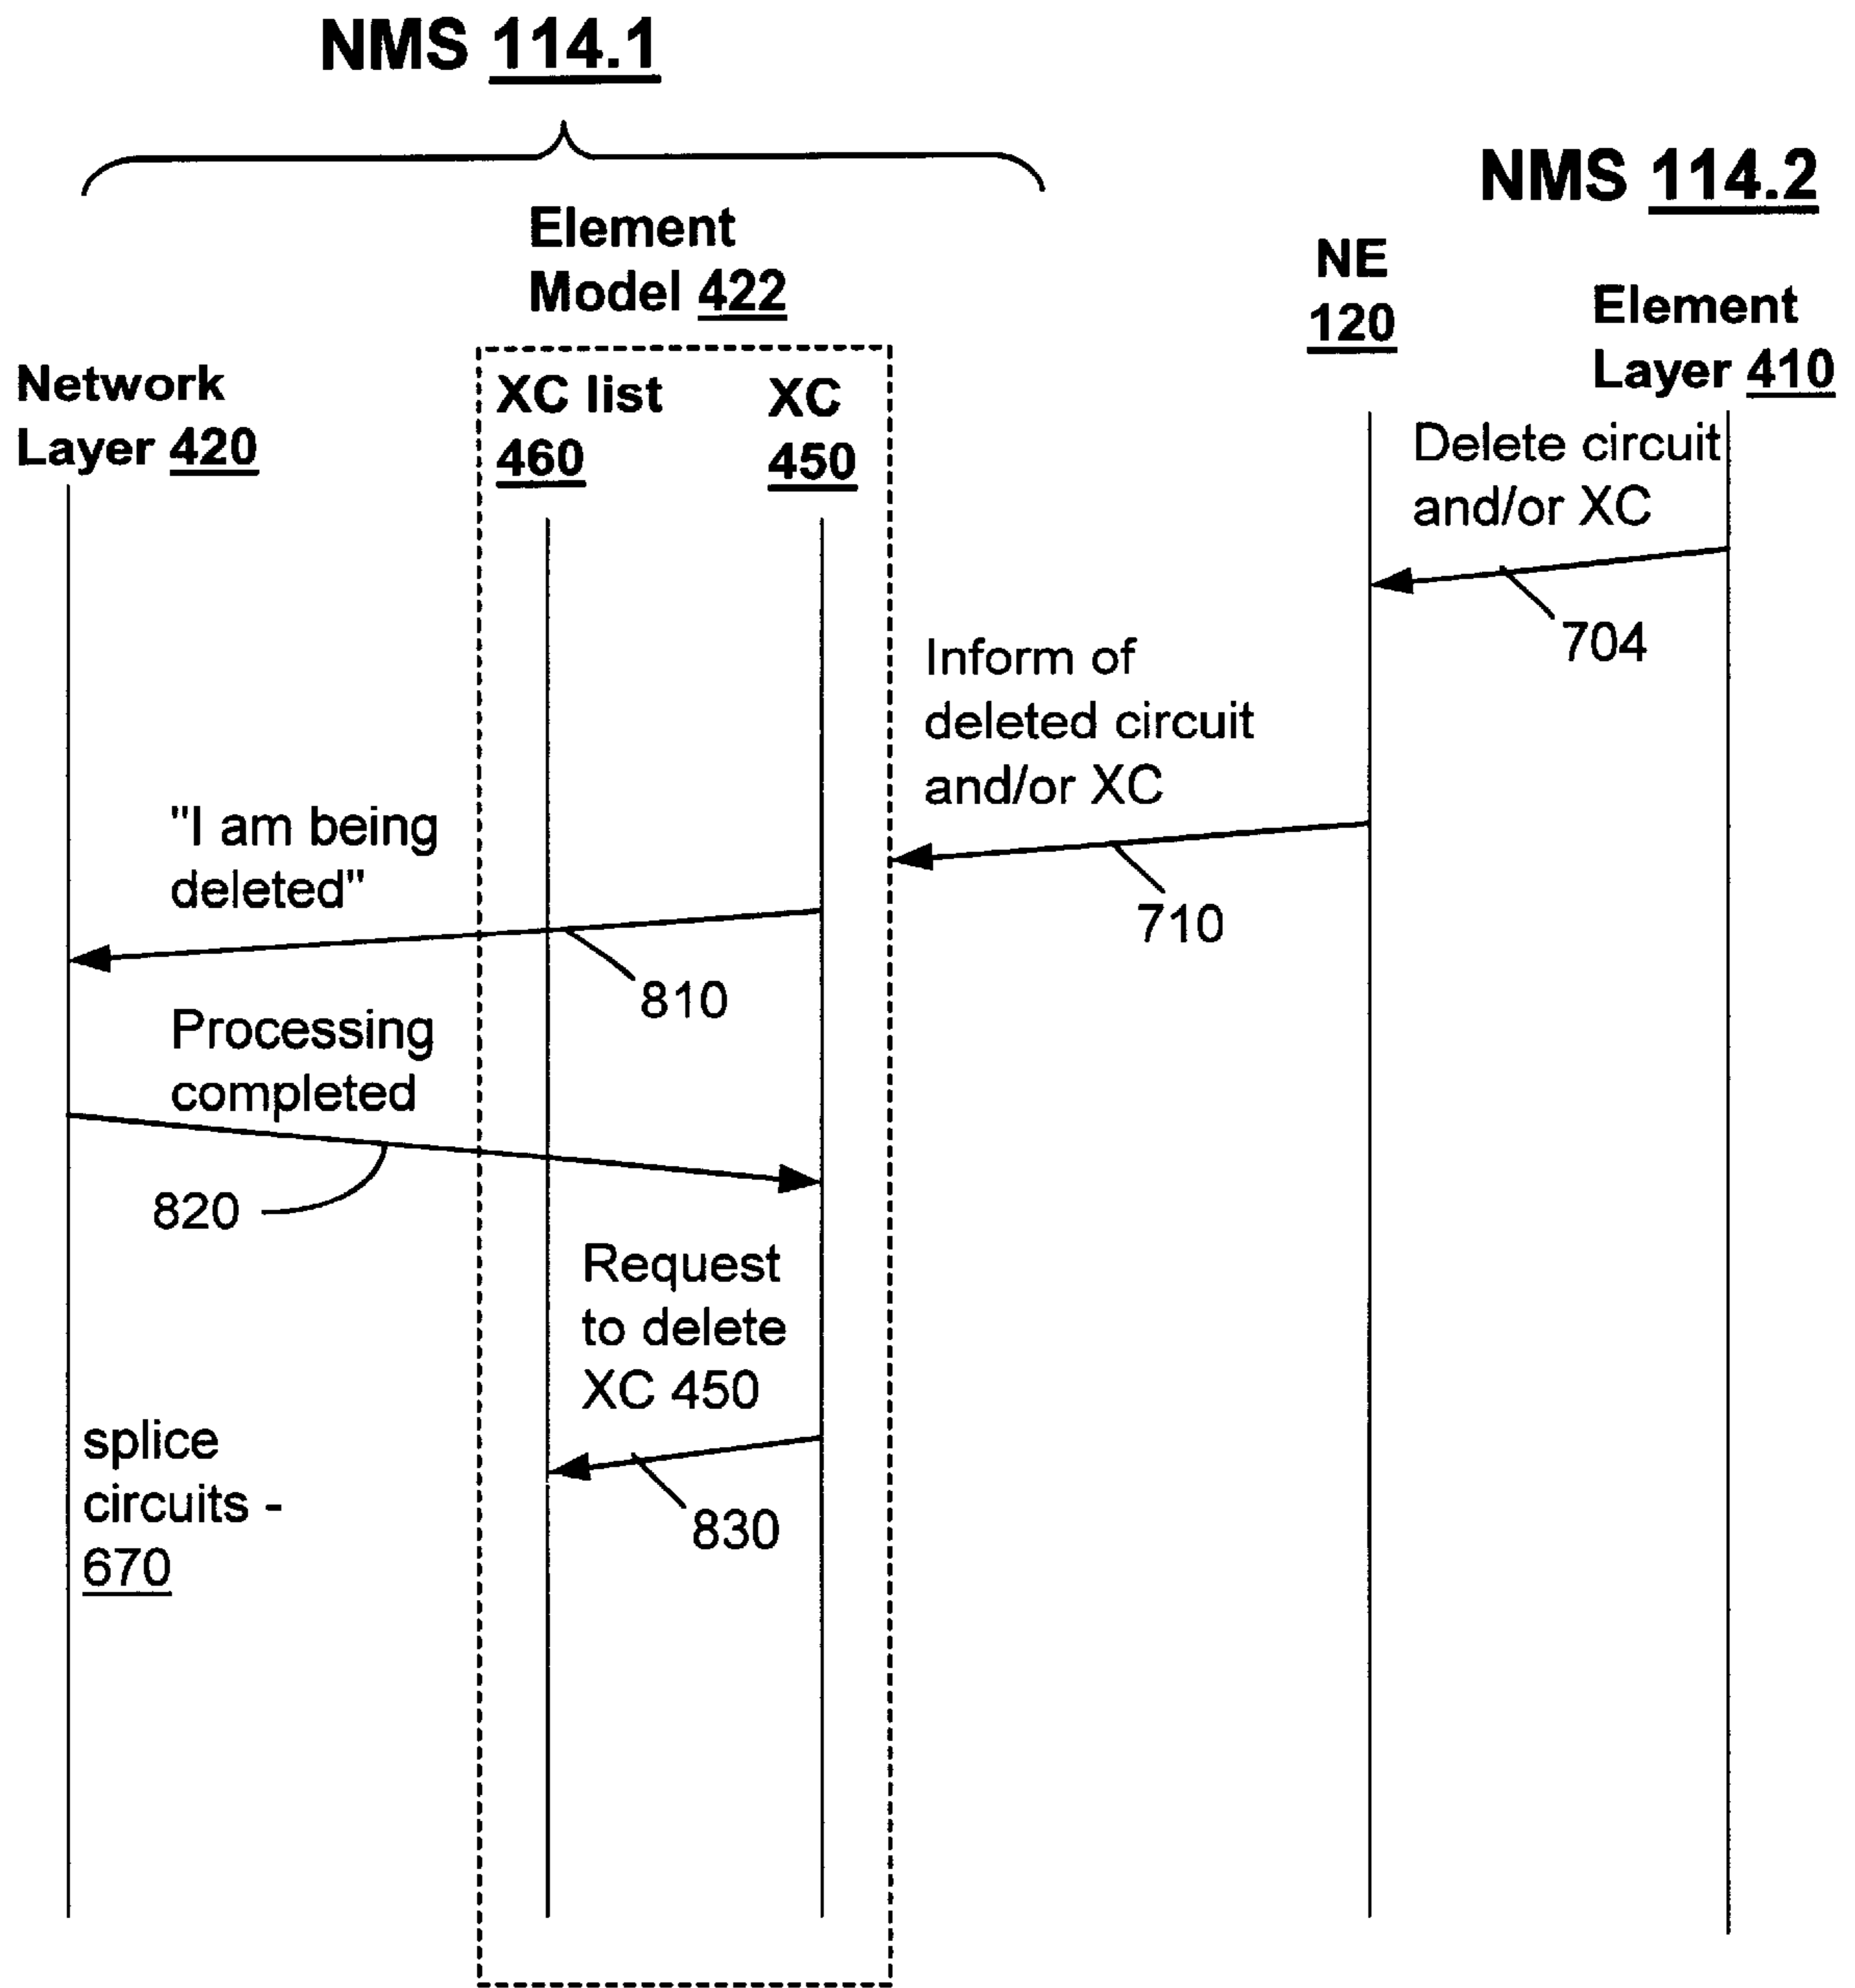 NMS 114.1
NMS 114.2
Element
Model 422
NE
120
Element
Layer 410
Network
Layer 420
XC list
460
XC
450
Delete circuit
and/or XC
704
Inform of
deleted circuit
and/or XC
710
"I am being
deleted"
810
Processing
completed
820
Request
to delete
XC 450
830
splice
circuits -
670